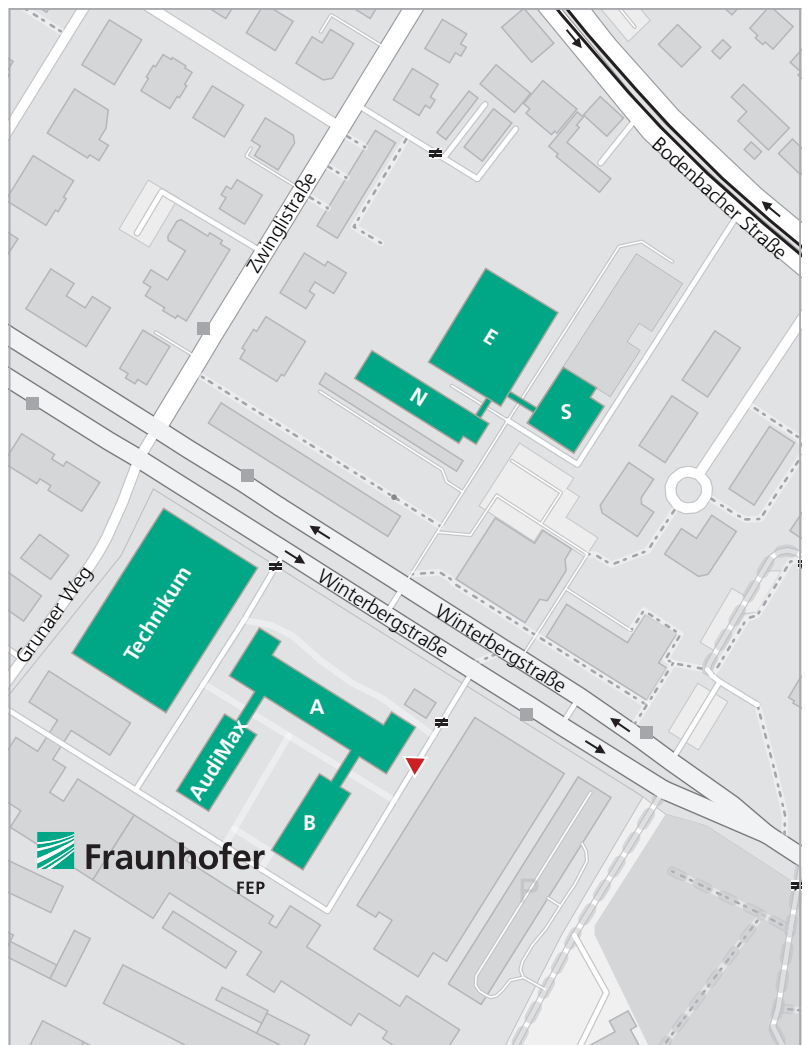 Bodenbacher Straße
Zwinglistraße
E
N
S
Winterbergstraße
Winterbergstraße
Grunaer Weg
Technikum
A
AudiMax
B
P
Fraunhofer
FEP